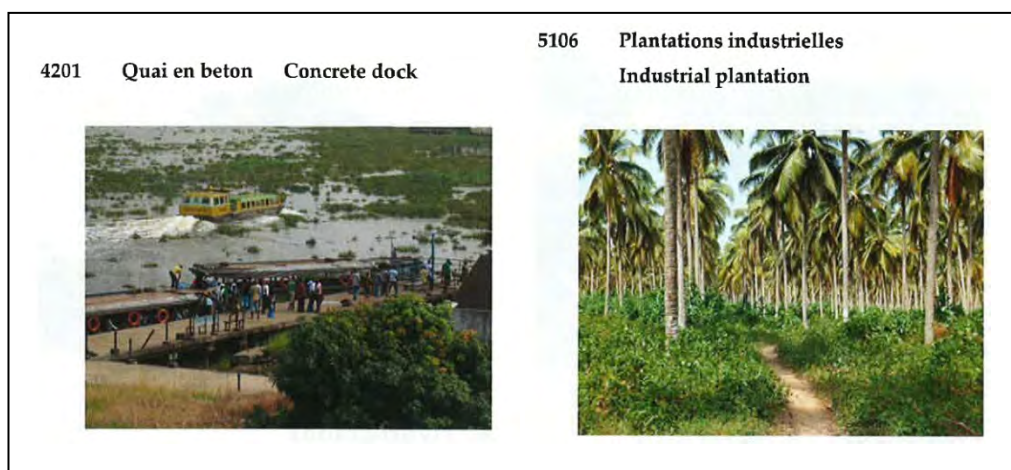 4201 Quai en beton Concrete dock
5106 Plantations industrielles
Industrial plantation